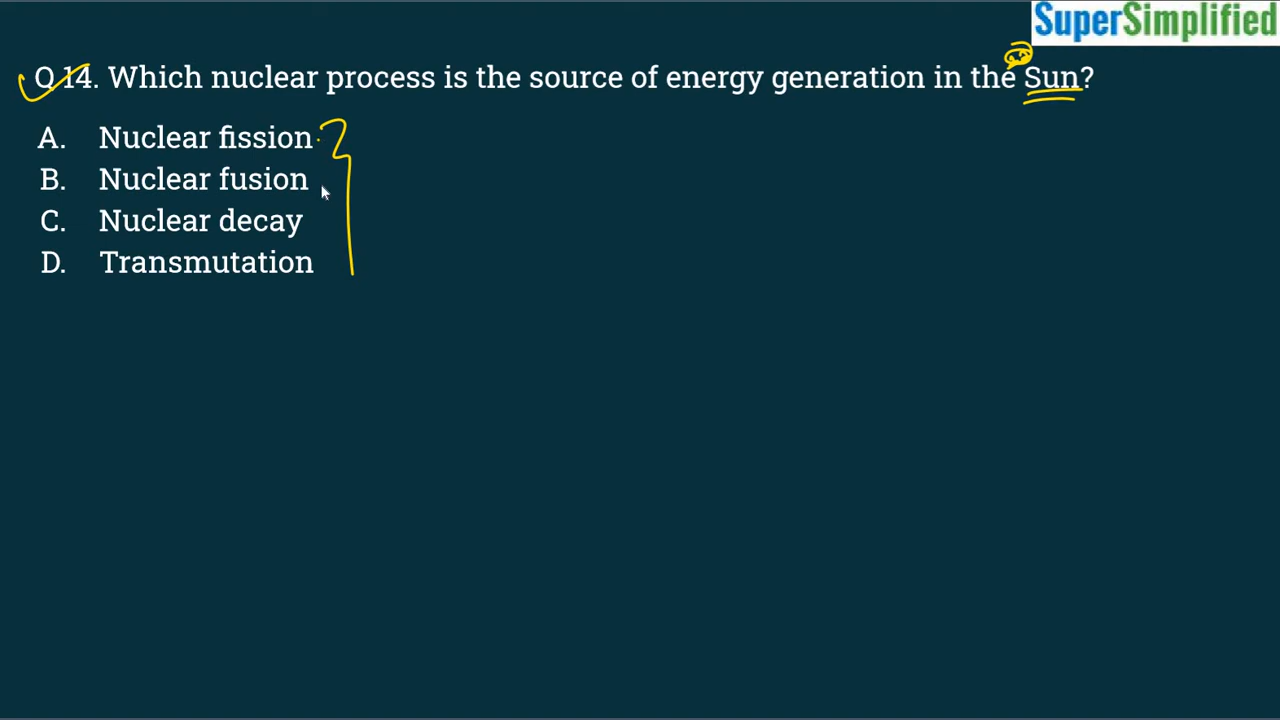 SuperSimplified
Q 14. Which nuclear process is the source of energy generation in the Sun?
A. Nuclear fission
B. Nuclear fusion
C. Nuclear decay
D. Transmutation